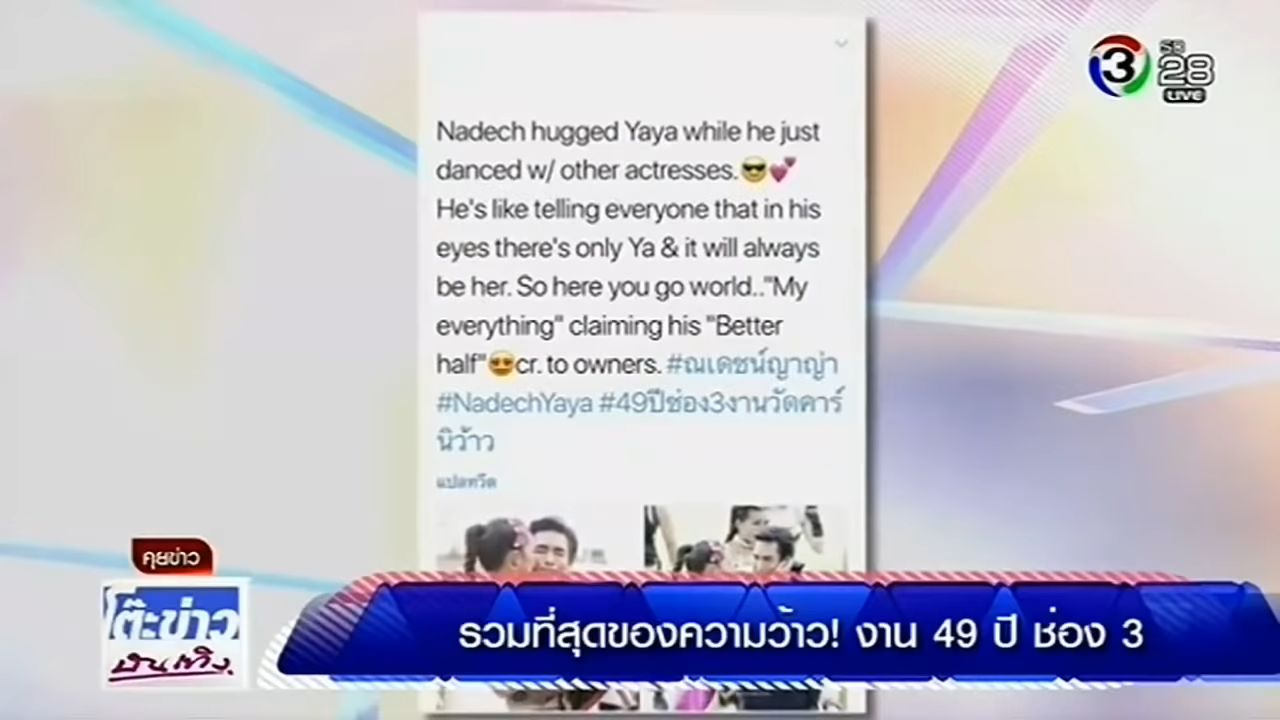 3
SD
28
LIVE
Nadech hugged Yaya while he just
danced w/ other actresses.😎💕
He's like telling everyone that in his
eyes there's only Ya & it will always
be her. So here you go world.."My
everything" claiming his "Better
half"😍cr. to owners. #ณเดชน์ญาญ่า
#NadechYaya #49ปีช่อง3งานวัดคาร์
นิว้าว
แปลทวีต
คุยข่าว
โต๊ะข่าว
บันเทิง
รวมที่สุดของความว้าว! งาน 49 ปี ช่อง 3